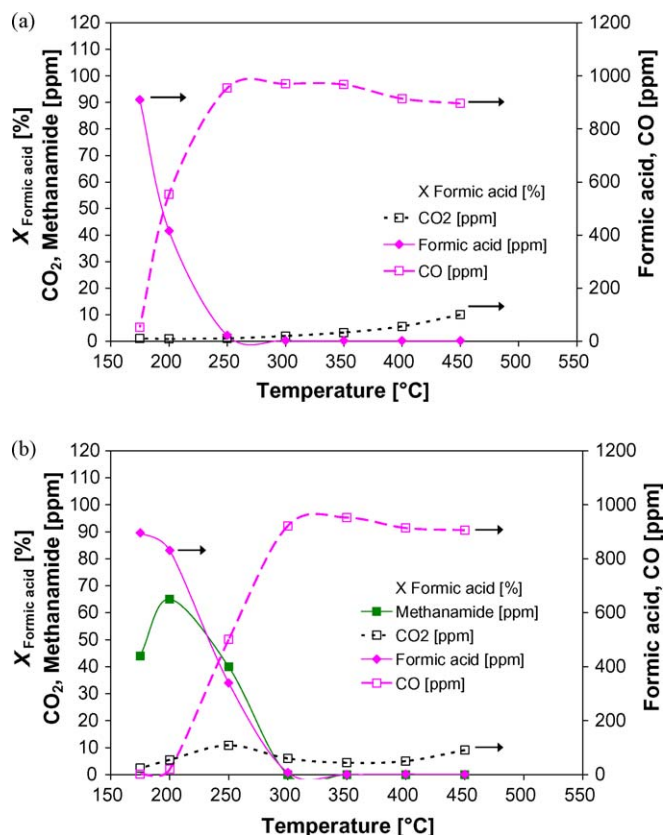 (a)
120
110
100
90
80
70
60
50
40
30
20
10
0
X Formic acid [%]
CO2, Methanamide [ppm]
1200
1000
800
600
400
200
0
Formic acid, CO [ppm]
X Formic acid [%]
CO2 [ppm]
Formic acid [ppm]
CO [ppm]
150 200 250 300 350 400 450 500 550
Temperature [°C]
(b)
120
110
100
90
80
70
60
50
40
30
20
10
0
X Formic acid [%]
CO2, Methanamide [ppm]
1200
1000
800
600
400
200
0
Formic acid, CO [ppm]
X Formic acid [%]
Methanamide [ppm]
CO2 [ppm]
Formic acid [ppm]
CO [ppm]
150 200 250 300 350 400 450 500 550
Temperature [°C]